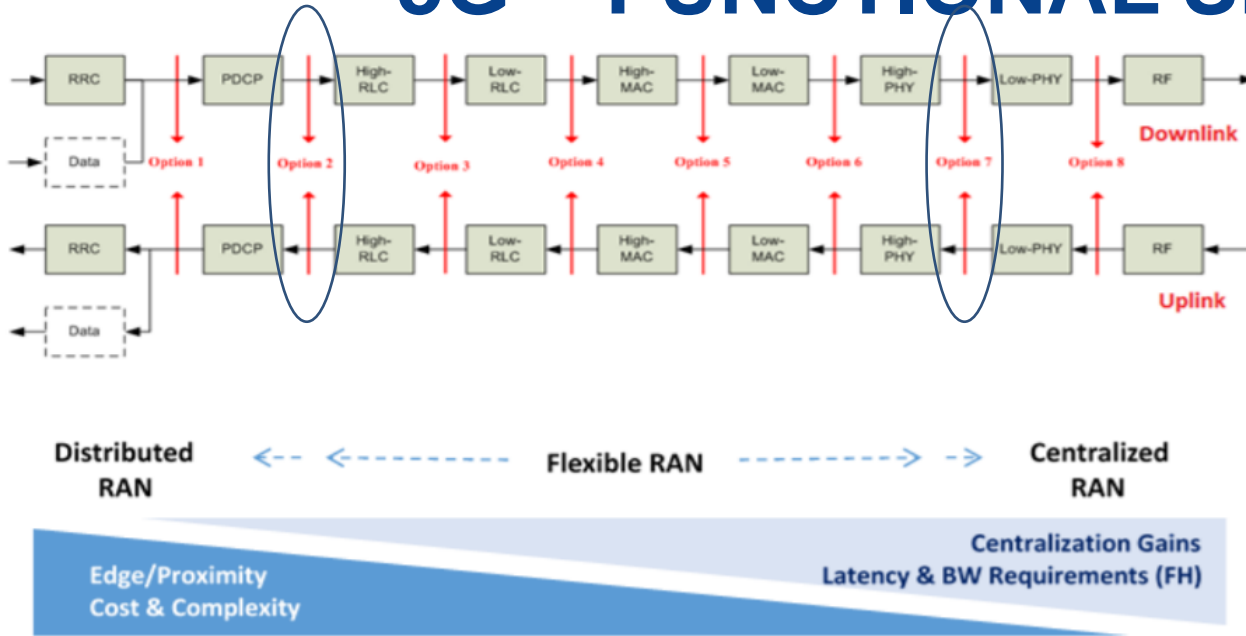 FUNCTIONAL
RRC
PDCP
High-
RLC
Low-
RLC
High-
MAC
Low-
MAC
High-
PHY
Low-PHY
RF
Downlink
Data
Option 1
Option 2
Option 3
Option 4
Option 5
Option 6
Option 7
Option 8
RRC
PDCP
High-
RLC
Low-
RLC
High-
MAC
Low-
MAC
High-
PHY
Low-PHY
RF
Uplink
Data
Distributed
RAN
Flexible RAN
Centralized
RAN
Centralization Gains
Latency & BW Requirements (FH)
Edge/Proximity
Cost & Complexity